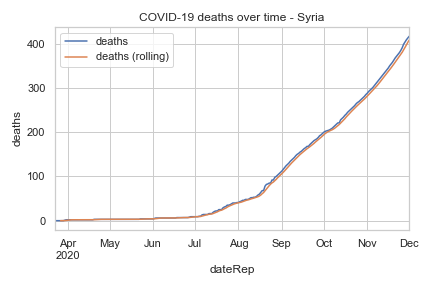 COVID-19 deaths over time - Syria
deaths
deaths (rolling)
400
300
200
100
0
deaths
Apr May Jun Jul Aug Sep Oct Nov Dec
2020
dateRep